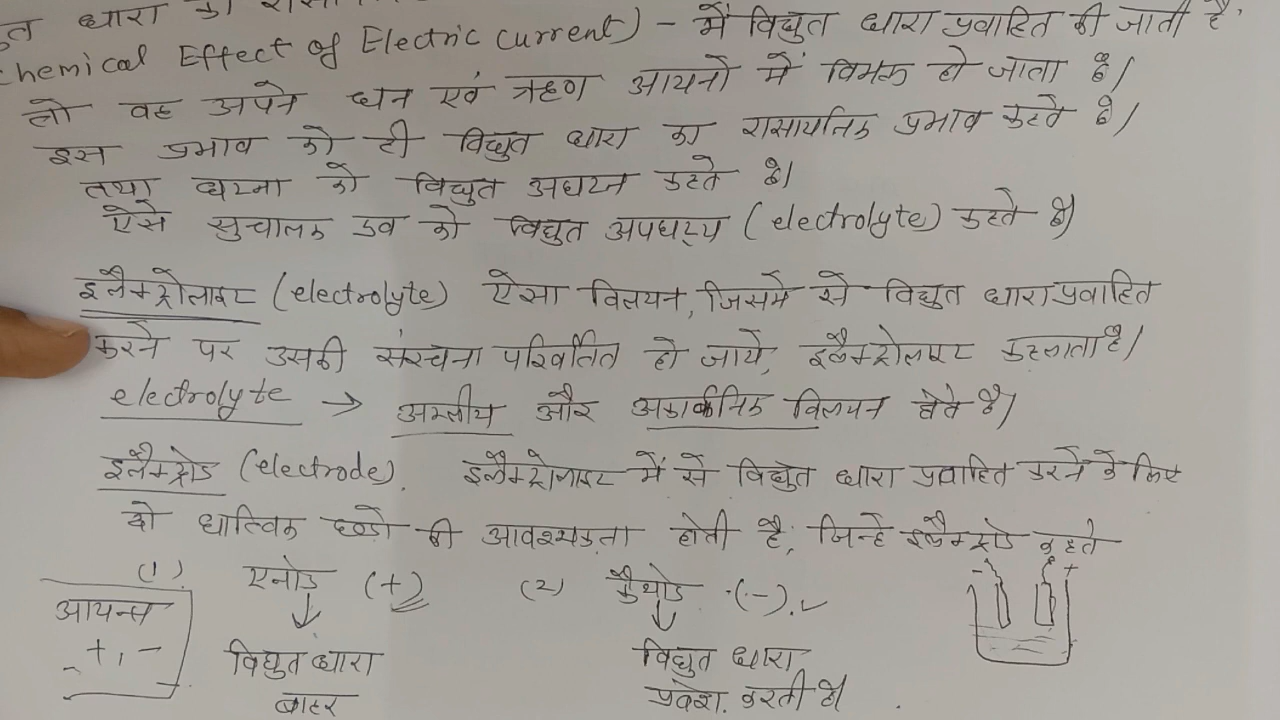 धारा का
Chemical Effect of Electric current) - में विद्युत धारा प्रवाहित की जाती है,
तो वह अपने धन एवं ऋण आयनो में विभक्त हो जाता है।
इस प्रभाव को ही विद्युत धारा का रासायनिक प्रभाव कहते है।
तथा घटना को विद्युत अघटन कहते है।
ऐसे सुचालक द्रव को विद्युत अपघट्य (electrolyte) कहते है।
इलैक्ट्रोलाइट (electrolyte) ऐसा विलयन, जिसमें से विद्युत धारा प्रवाहित
करने पर उसकी संरचना परिवर्तित हो जाये, इलैक्ट्रोलाइट कहलाता है।
electrolyte → अम्लीय और अकार्बनिक विलयन होते है।
इलैक्ट्रोड (electrode). इलैक्ट्रोलाइट में से विद्युत धारा प्रवाहित करने के लिए
दो धात्विक छड़ो की आवश्यकता होती है, जिन्हे इलैक्ट्रोड कहते
(1) एनोड (+) (2) कैथोड (-)
- +
आयन्स
+, -
विद्युत धारा
बाहर
विद्युत धारा
प्रवेश करती है।